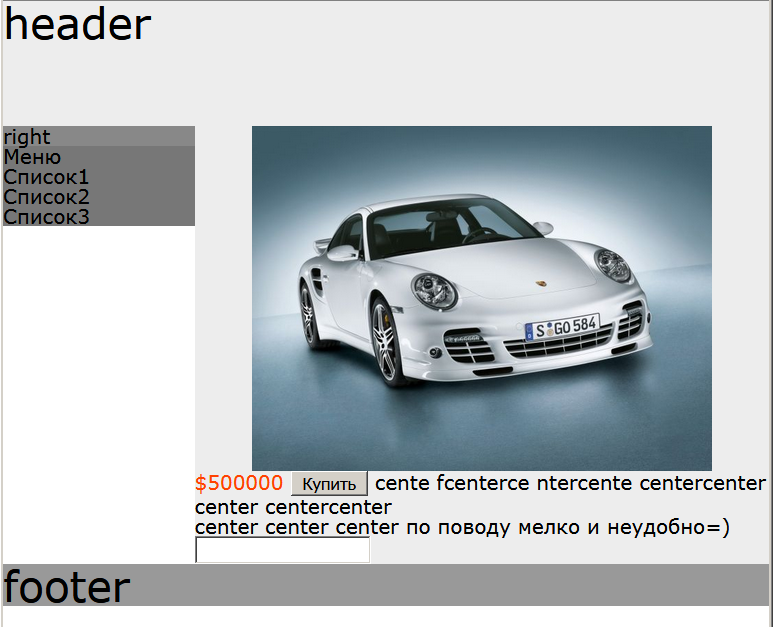 header
right
Меню
Список1
Список2
Список3
S GO 584
$500000 Купить cente fcenterce ntercente centercenter
center centercenter
center center center по поводу мелко и неудобно=)
footer